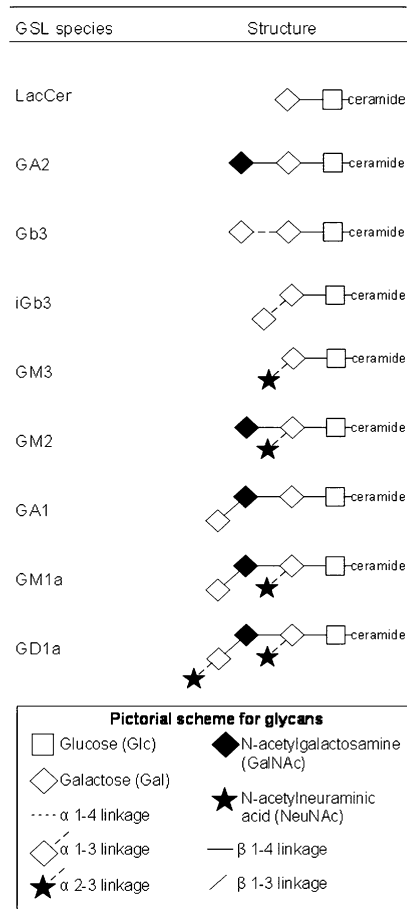 GSL species Structure
LacCer ceramide
GA2 ceramide
Gb3 ceramide
iGb3 ceramide
GM3 ceramide
GM2 ceramide
GA1 ceramide
GM1a ceramide
GD1a ceramide
Pictorial scheme for glycans
Glucose (Glc)
Galactose (Gal)
α 1-4 linkage
α 1-3 linkage
α 2-3 linkage
N-acetylgalactosamine
(GalNAc)
N-acetylneuraminic
acid (NeuNAc)
β 1-4 linkage
β 1-3 linkage